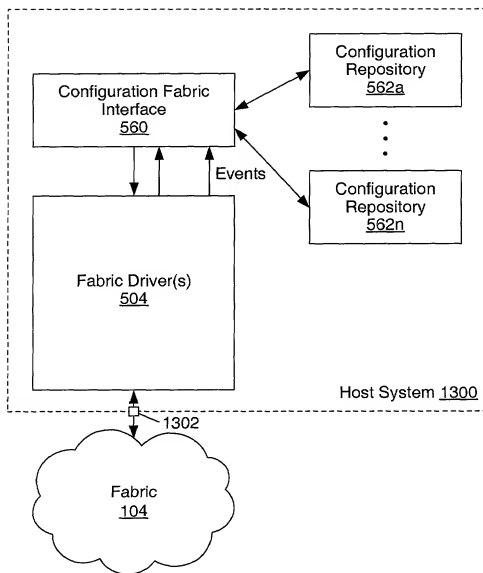 Configuration
Repository
562a
Configuration Fabric
Interface
560
Events
Configuration
Repository
562n
Fabric Driver(s)
504
Host System 1300
1302
Fabric
104